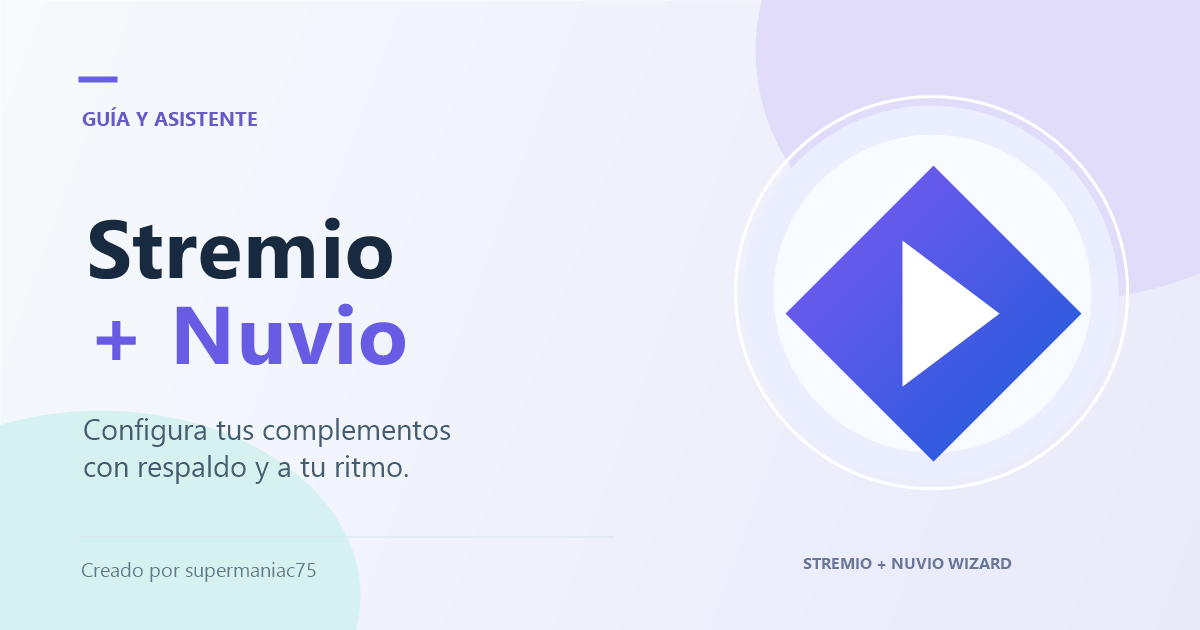 GUÍA Y ASISTENTE
Stremio
+ Nuvio
Configura tus complementos
con respaldo y a tu ritmo.
Creado por supermaniac75
STREMIO + NUVIO WIZARD